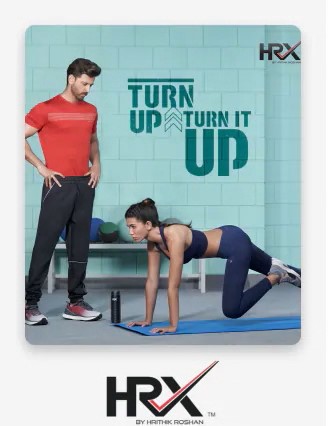 HRX
BY HRITHIK ROSHAN
TURN
UP TURN IT
UP
HRX TM
BY HRITHIK ROSHAN